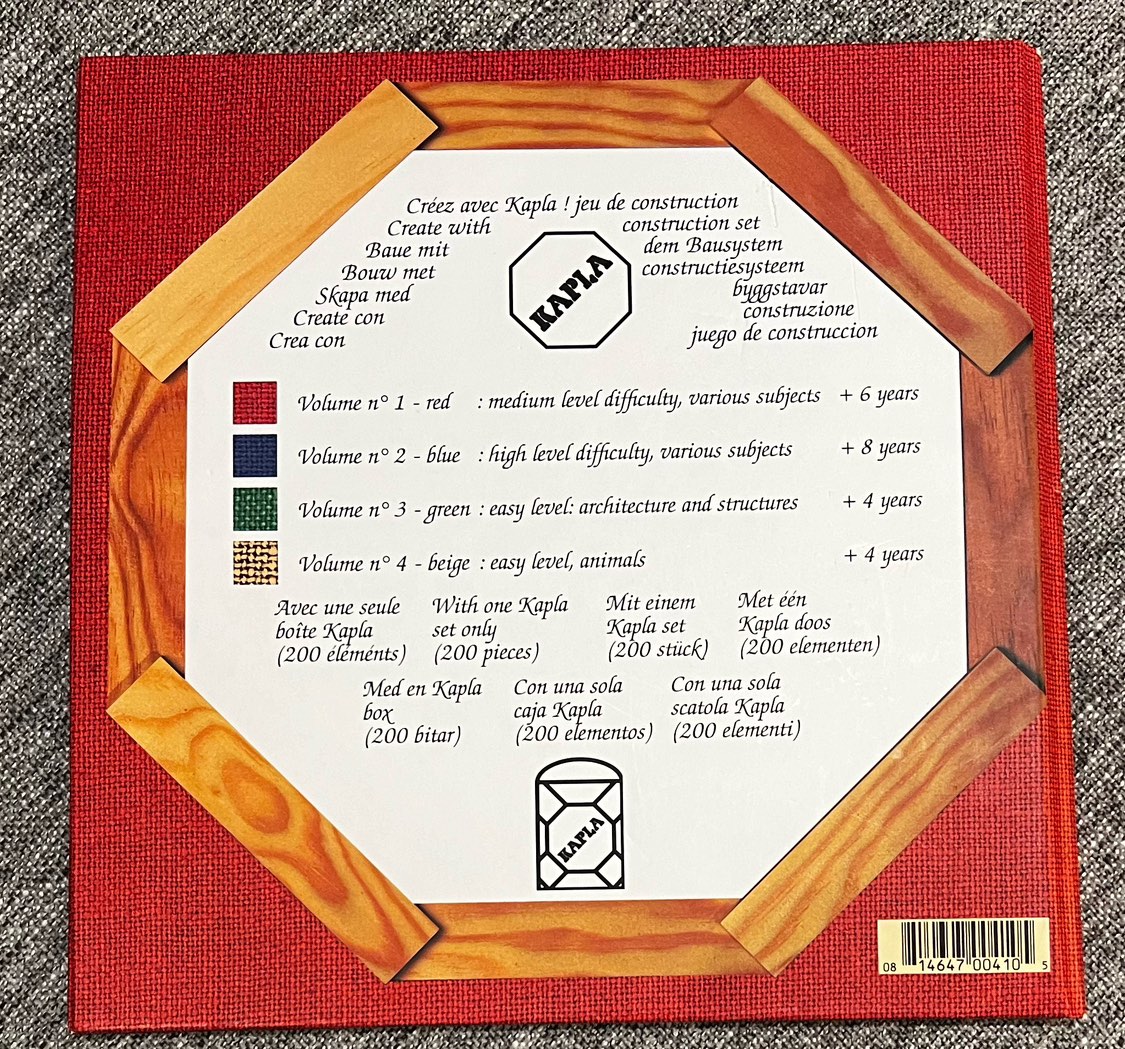 Créez avec Kapla ! jeu de construction
Create with construction set
Baue mit dem Bausystem
Bouw met constructiesysteem
Skapa med byggstavar
Create con construzione
Crea con juego de construccion
KAPLA
Volume n° 1 - red : medium level difficulty, various subjects + 6 years
Volume n° 2 - blue : high level difficulty, various subjects + 8 years
Volume n° 3 - green : easy level: architecture and structures + 4 years
Volume n° 4 - beige : easy level, animals + 4 years
Avec une seule
boîte Kapla
(200 éléménts)
With one Kapla
set only
(200 pieces)
Mit einem
Kapla set
(200 stück)
Met één
Kapla doos
(200 elementen)
Med en Kapla
box
(200 bitar)
Con una sola
caja Kapla
(200 elementos)
Con una sola
scatola Kapla
(200 elementi)
KAPLA
08 14647 00410 5